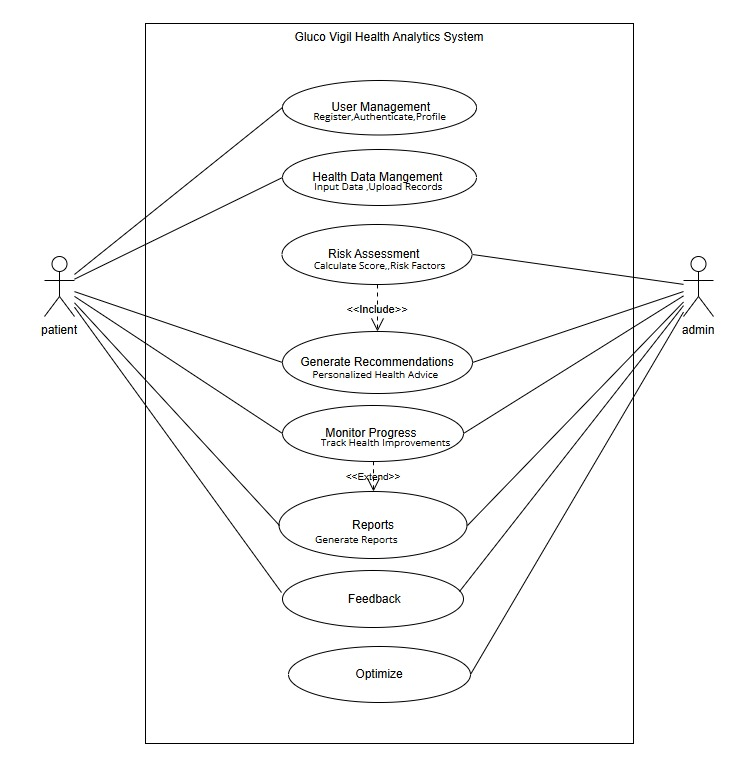 Gluco Vigil Health Analytics System
User Management
Register,Authenticate,Profile
Health Data Mangement
Input Data ,Upload Records
Risk Assessment
Calculate Score,,Risk Factors
<<Include>>
patient
admin
Generate Recommendations
Personalized Health Advice
Monitor Progress
Track Health Improvements
<<Extend>>
Reports
Generate Reports
Feedback
Optimize